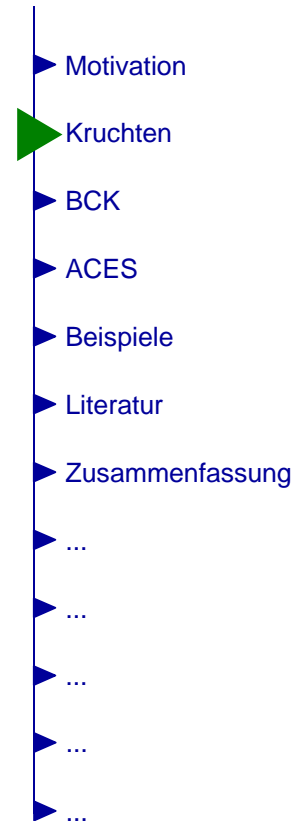 Motivation
Kruchten
BCK
ACES
Beispiele
Literatur
Zusammenfassung
...
...
...
...
...